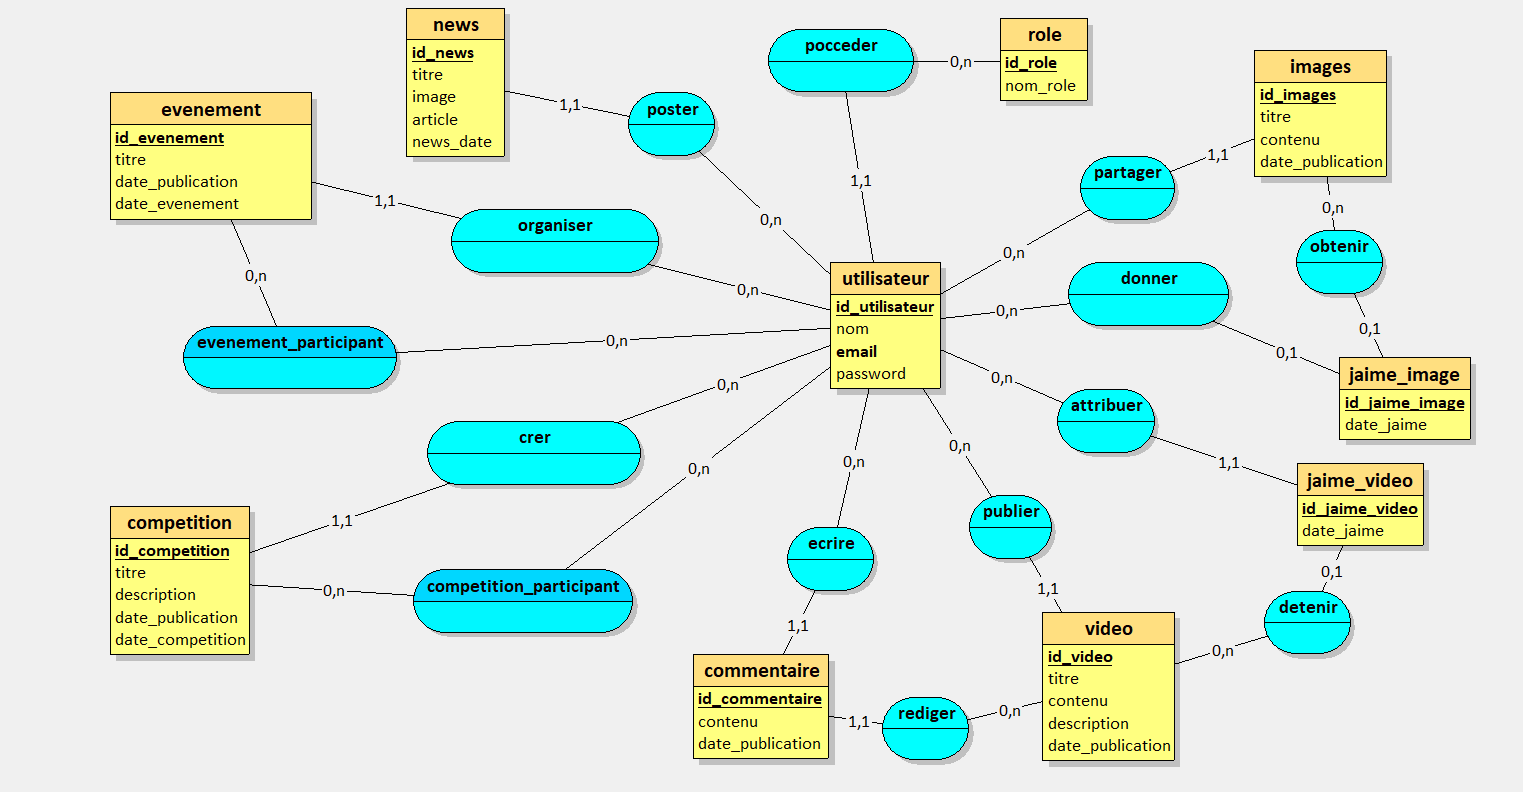 news
id_news
titre
image
article
news_date
pocceder
0,n
role
id_role
nom_role
images
id_images
titre
contenu
date_publication
evenement
id_evenement
titre
date_publication
date_evenement
1,1
poster
1,1
partager
1,1
0,n
1,1
organiser
0,n
0,n
obtenir
0,n
0,n
0,n
utilisateur
id_utilisateur
nom
email
password
donner
0,n
0,1
0,1
evenement_participant
0,n
jaime_image
id_jaime_image
date_jaime
0,n
0,n
attribuer
crer
0,n
0,n
0,n
1,1
jaime_video
id_jaime_video
date_jaime
competition
id_competition
titre
description
date_publication
date_competition
1,1
publier
ecrire
0,n
competition_participant
0,1
1,1
detenir
1,1
video
id_video
titre
contenu
description
date_publication
0,n
commentaire
id_commentaire
contenu
date_publication
1,1
rediger
0,n